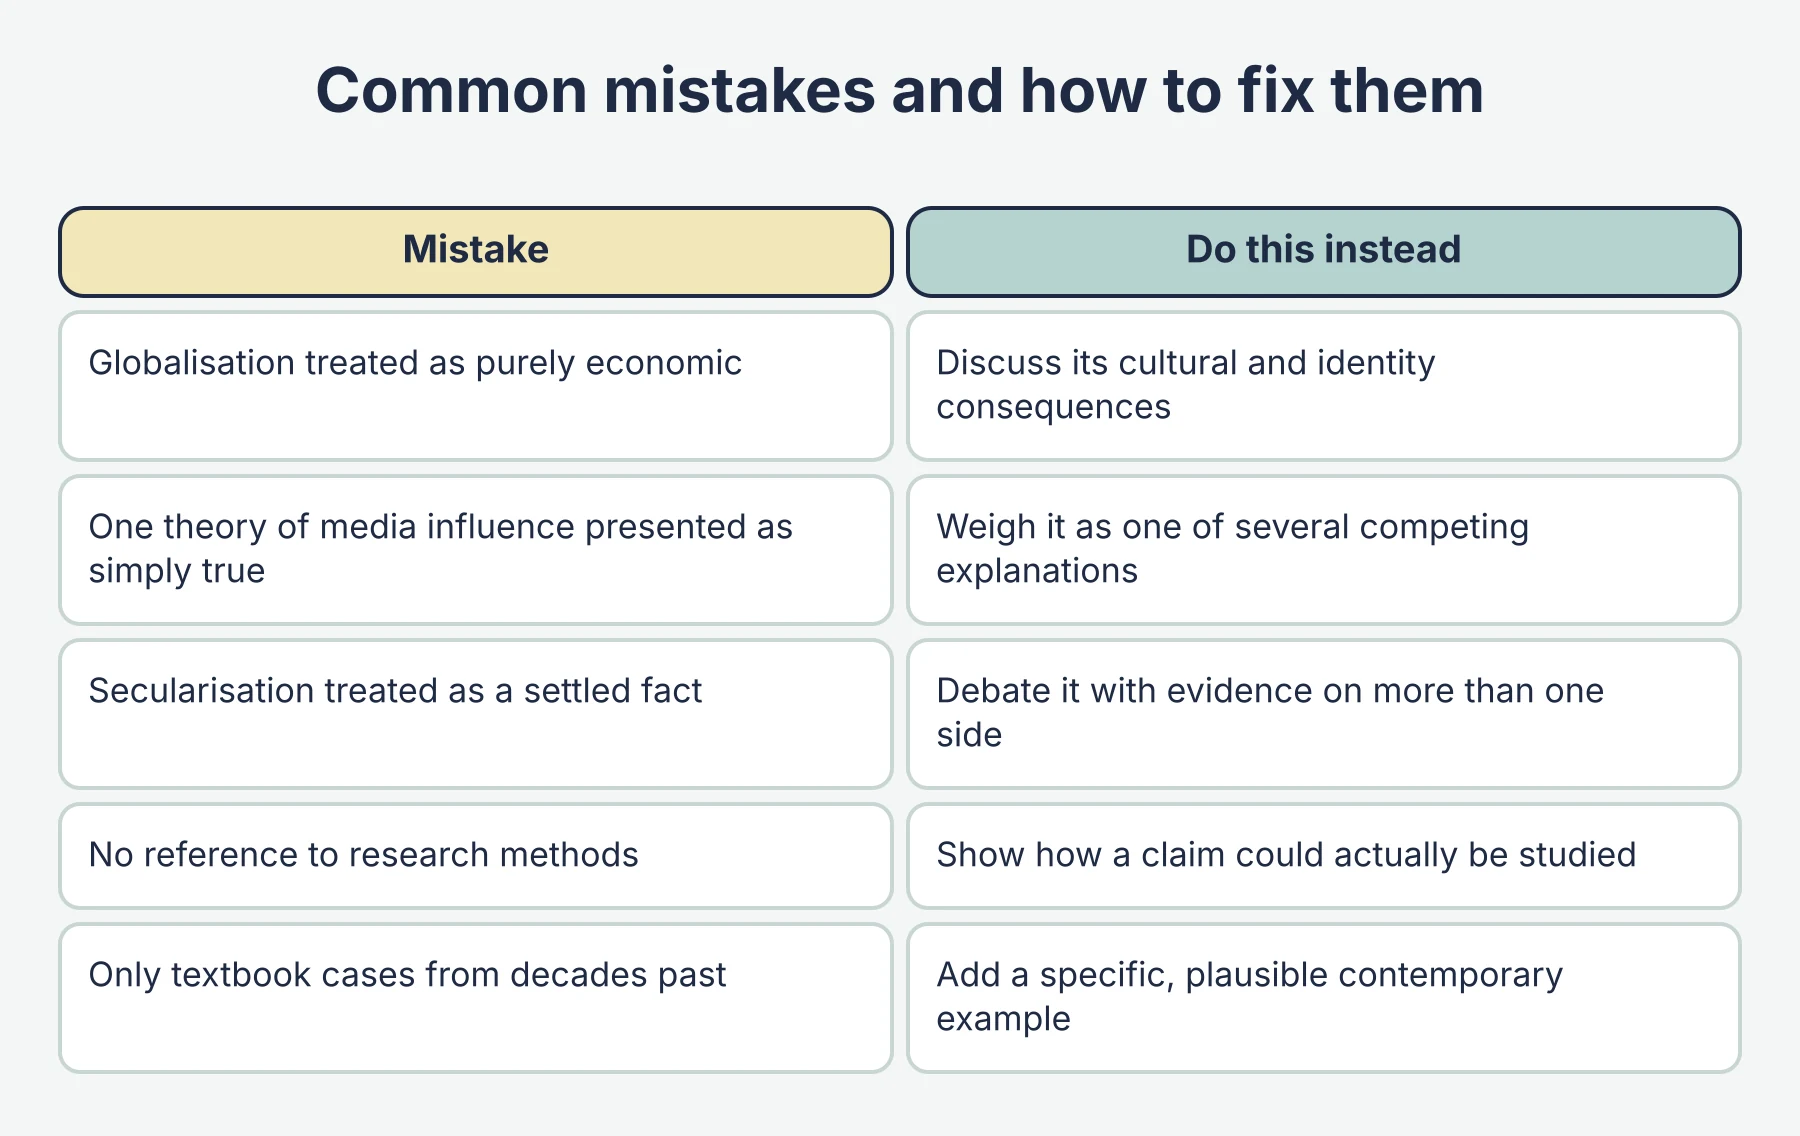 Common mistakes and how to fix them
Mistake
Do this instead
Globalisation treated as purely economic
Discuss its cultural and identity
consequences
One theory of media influence presented as
simply true
Weigh it as one of several competing
explanations
Secularisation treated as a settled fact
Debate it with evidence on more than one
side
No reference to research methods
Show how a claim could actually be studied
Only textbook cases from decades past
Add a specific, plausible contemporary
example